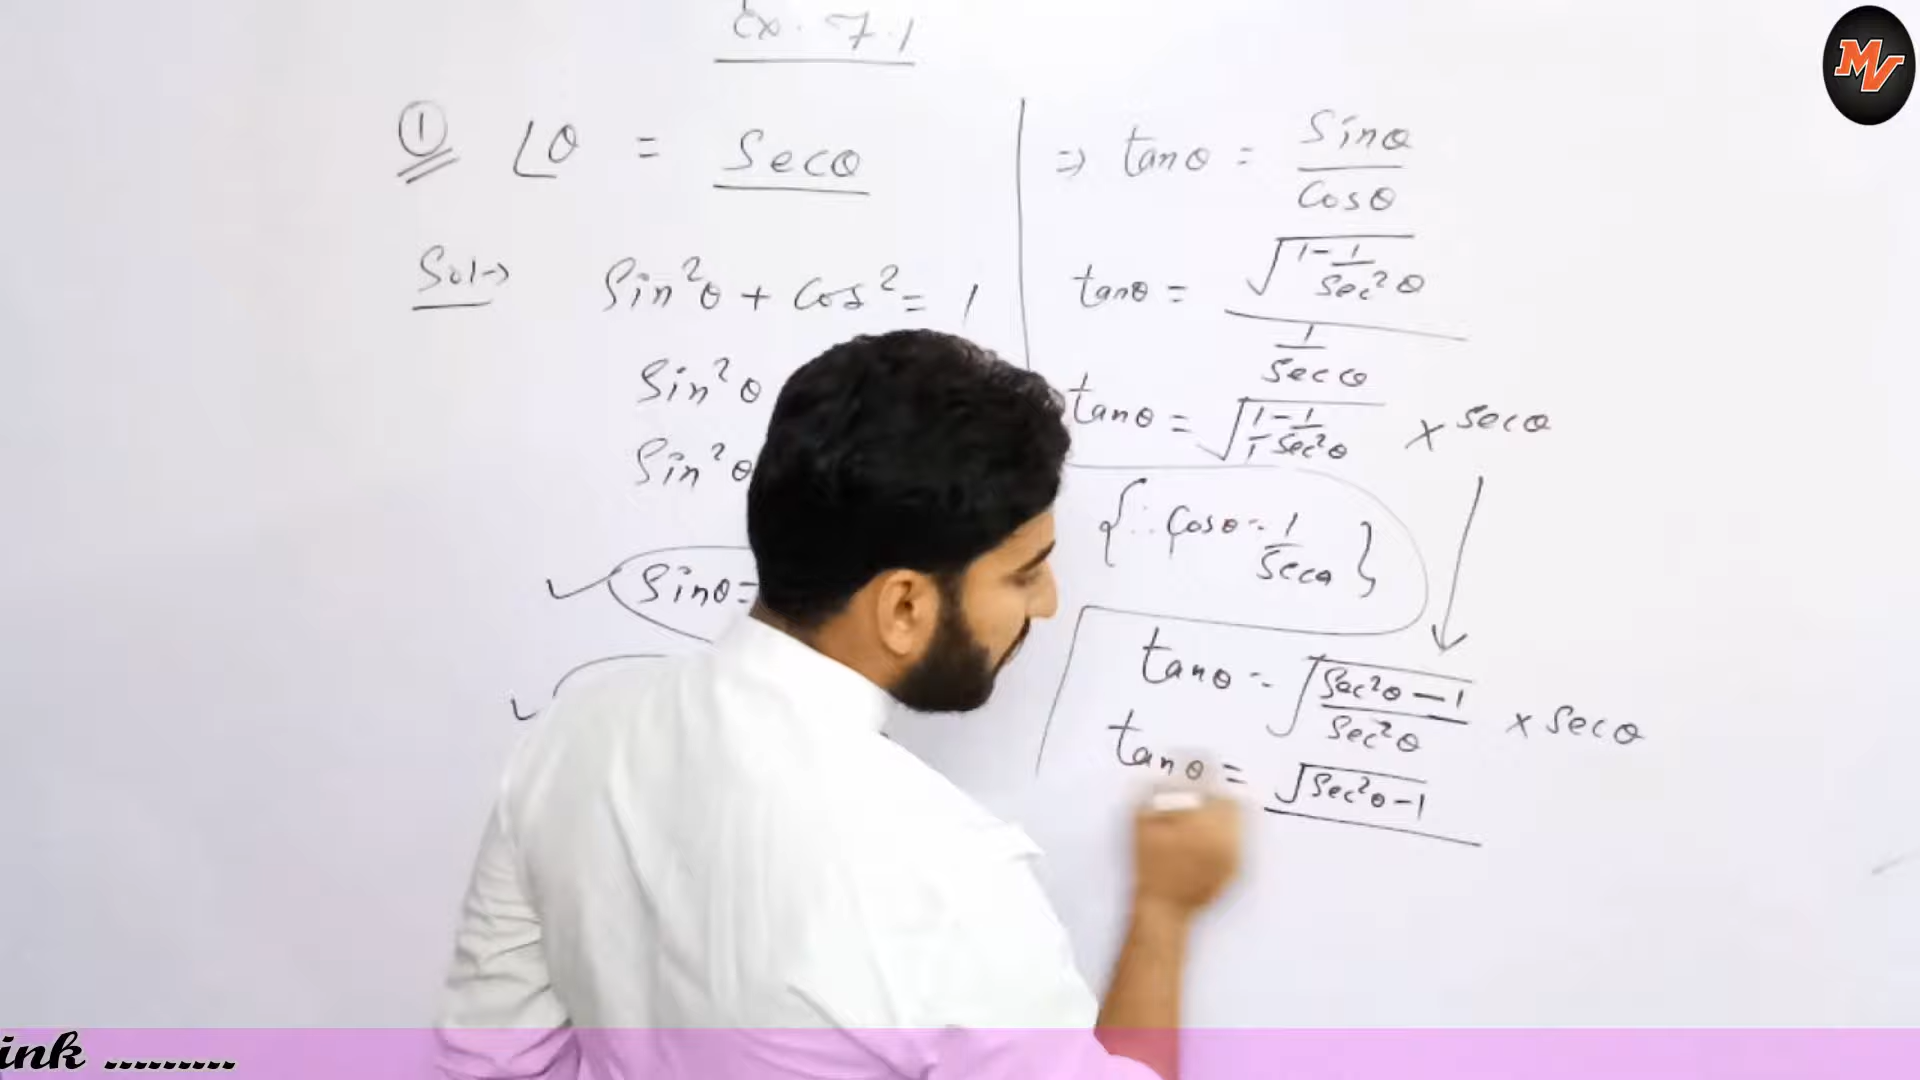 Ex. 7.1
① ∠θ = Secθ
Sol→ Sin²θ + Cos² = 1
Sin²θ
Sin²θ
✓ Sinθ=
✓
⇒ tanθ = Sinθ / Cosθ
tanθ = √(1 - 1/Sec²θ) / (1/Secθ)
tanθ = √(1/1 - 1/Sec²θ) × Secθ
{∵ Cosθ = 1/Secθ}
tanθ = √((Sec²θ - 1)/Sec²θ) × Secθ
tanθ = √(Sec²θ - 1)
MV
ink .........